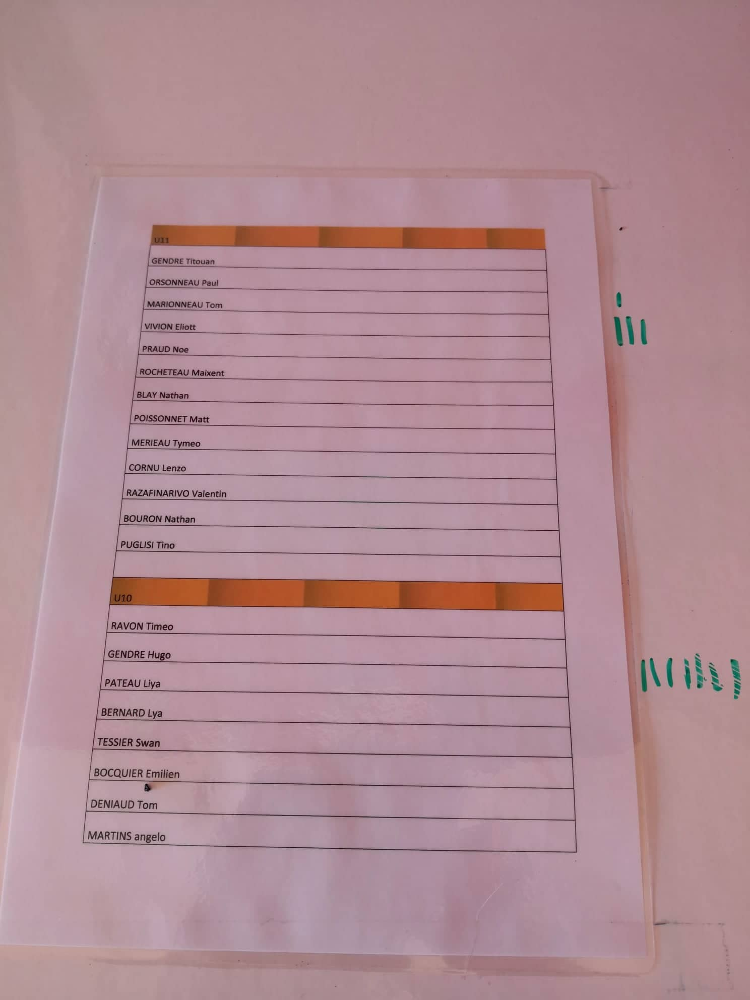 U11
GENDRE Titouan
ORSONNEAU Paul
MARIONNEAU Tom
VIVION Eliott
PRAUD Noe
ROCHETEAU Maixent
BLAY Nathan
POISSONNET Matt
MERIEAU Tymeo
CORNU Lenzo
RAZAFINARIVO Valentin
BOURON Nathan
PUGLISI Tino
U10
RAVON Timeo
GENDRE Hugo
PATEAU Liya
BERNARD Lya
TESSIER Swan
BOCQUIER Emilien
DENIAUD Tom
MARTINS angelo